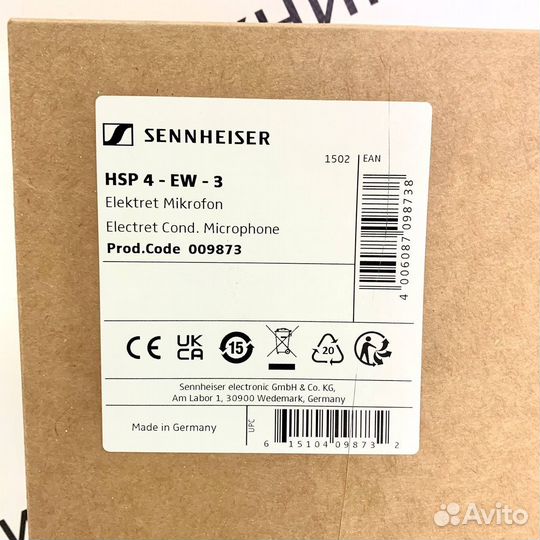 SENNHEISER
1502 EAN
HSP 4 - EW - 3
Elektret Mikrofon
Electret Cond. Microphone
Prod.Code 009873
4 006087 098738
CE UK CA 15 20
Sennheiser electronic GmbH & Co. KG,
Am Labor 1, 30900 Wedemark, Germany
Made in Germany
UPC
6 15104 09873 2
Avito